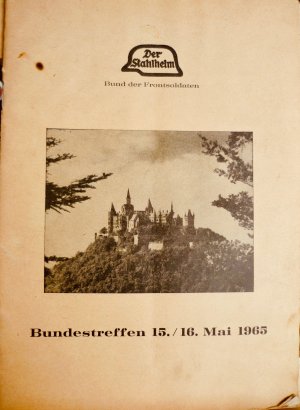 Der
Stahlhelm
Bund der Frontsoldaten
Bundestreffen 15./16. Mai 1965